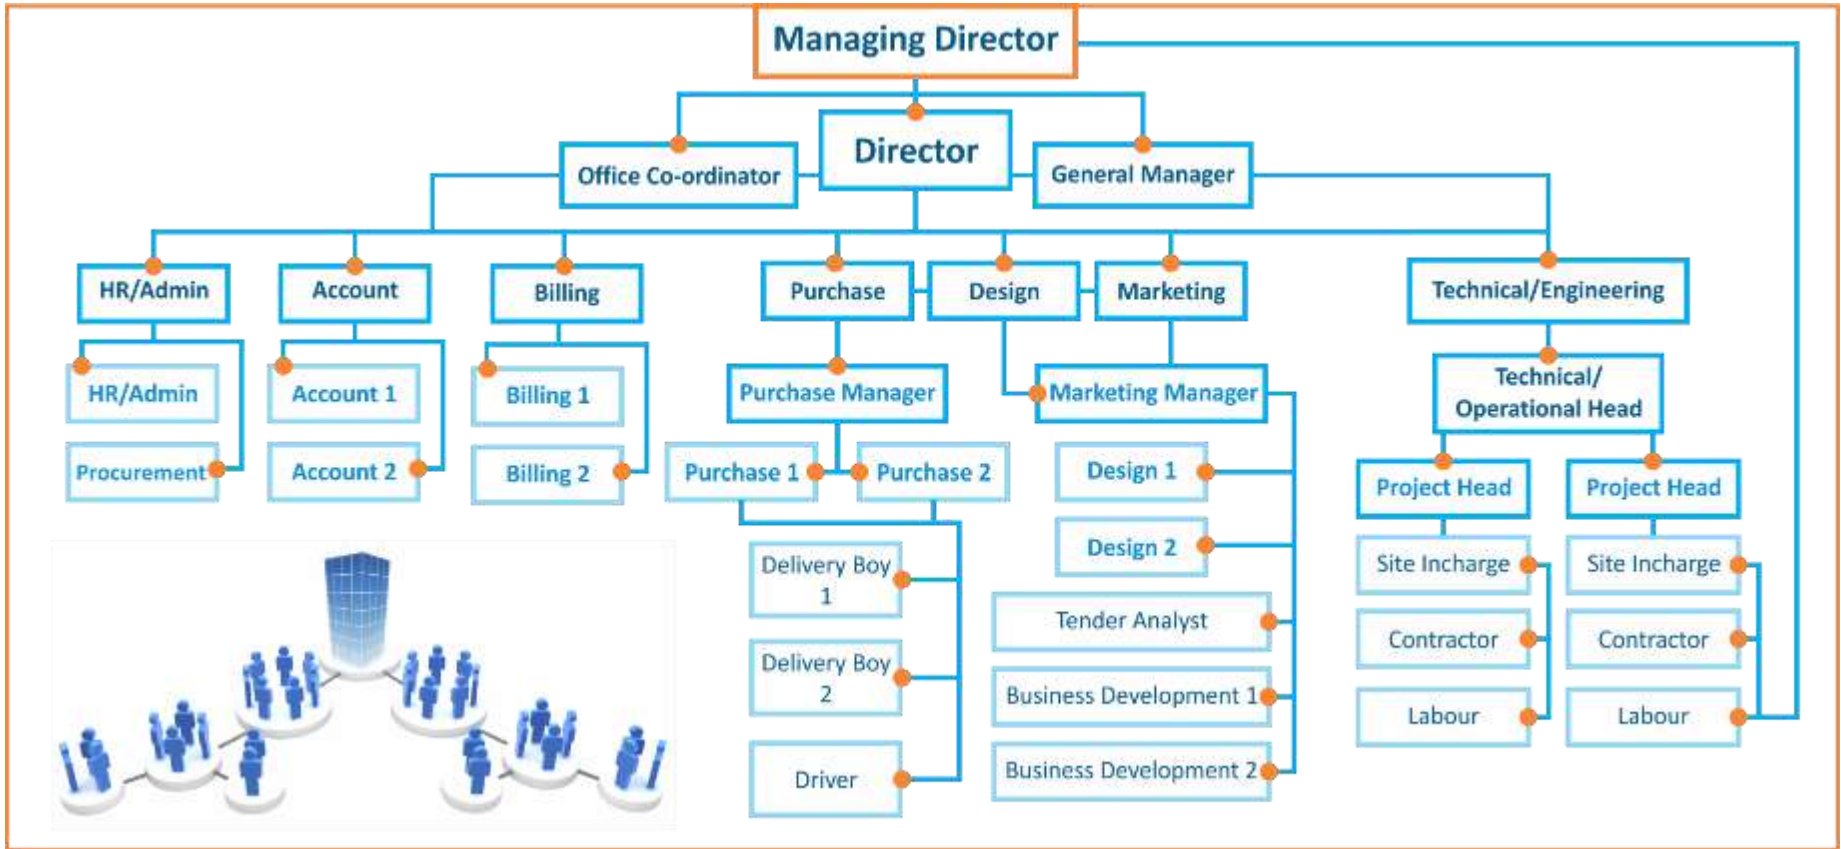 Managing Director
Director
Office Co-ordinator
General Manager
HR/Admin
Account
Billing
Purchase
Design
Marketing
Technical/Engineering
HR/Admin
Account 1
Billing 1
Purchase Manager
Marketing Manager
Technical/
Operational Head
Procurement
Account 2
Billing 2
Purchase 1
Purchase 2
Design 1
Project Head
Project Head
Design 2
Delivery Boy
1
Site Incharge
Site Incharge
Tender Analyst
Contractor
Contractor
Delivery Boy
2
Business Development 1
Labour
Labour
Driver
Business Development 2